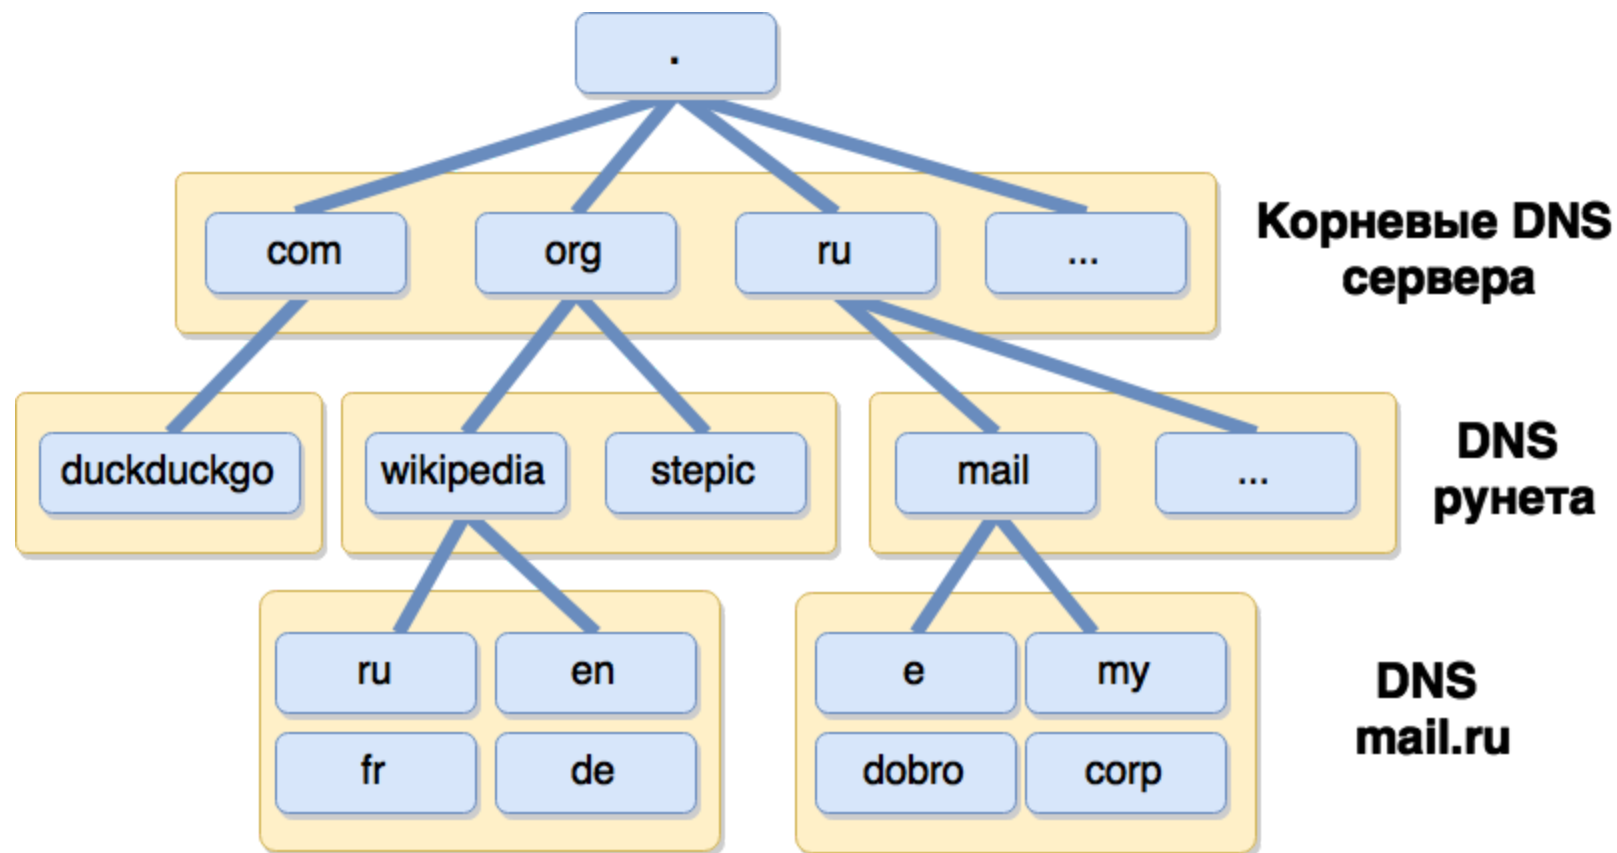 .
com
org
ru
...
Корневые DNS
сервера
duckduckgo
wikipedia
stepic
mail
...
DNS
рунета
ru
en
e
my
fr
de
dobro
corp
DNS
mail.ru